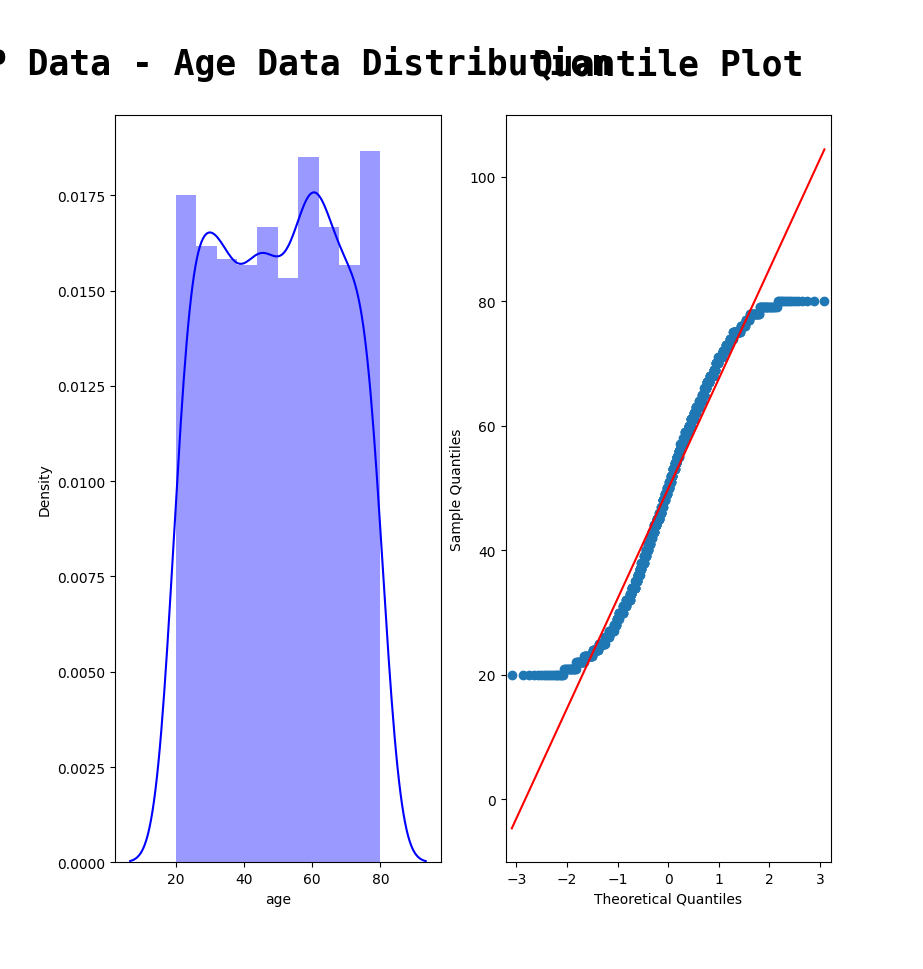 P Data - Age Data Distribution
Quantile Plot
0.0175
0.0150
0.0125
0.0100
0.0075
0.0050
0.0025
0.0000
Density
20 40 60 80
age
100
80
60
40
20
0
Sample Quantiles
−3 −2 −1 0 1 2 3
Theoretical Quantiles